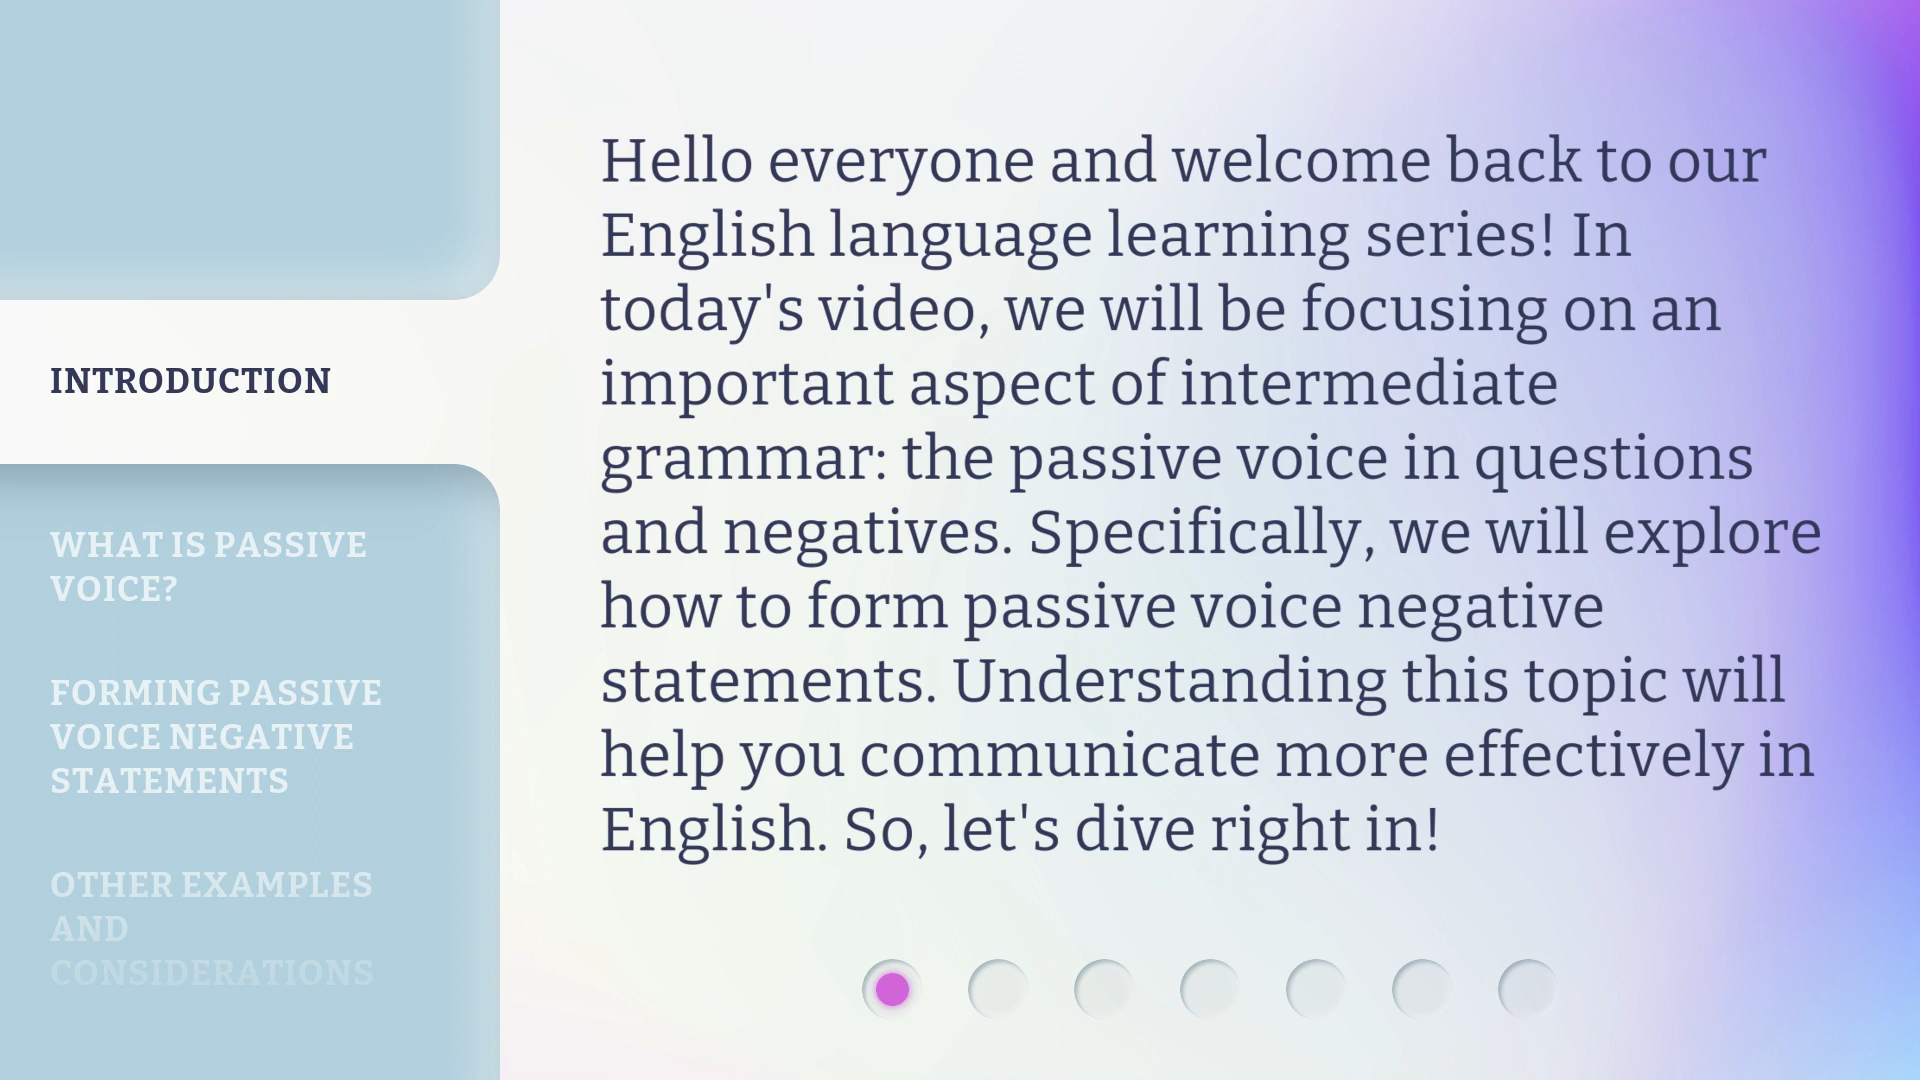 INTRODUCTION
WHAT IS PASSIVE
VOICE?
FORMING PASSIVE
VOICE NEGATIVE
STATEMENTS
OTHER EXAMPLES
AND
CONSIDERATIONS
Hello everyone and welcome back to our
English language learning series! In
today's video, we will be focusing on an
important aspect of intermediate
grammar: the passive voice in questions
and negatives. Specifically, we will explore
how to form passive voice negative
statements. Understanding this topic will
help you communicate more effectively in
English. So, let's dive right in!